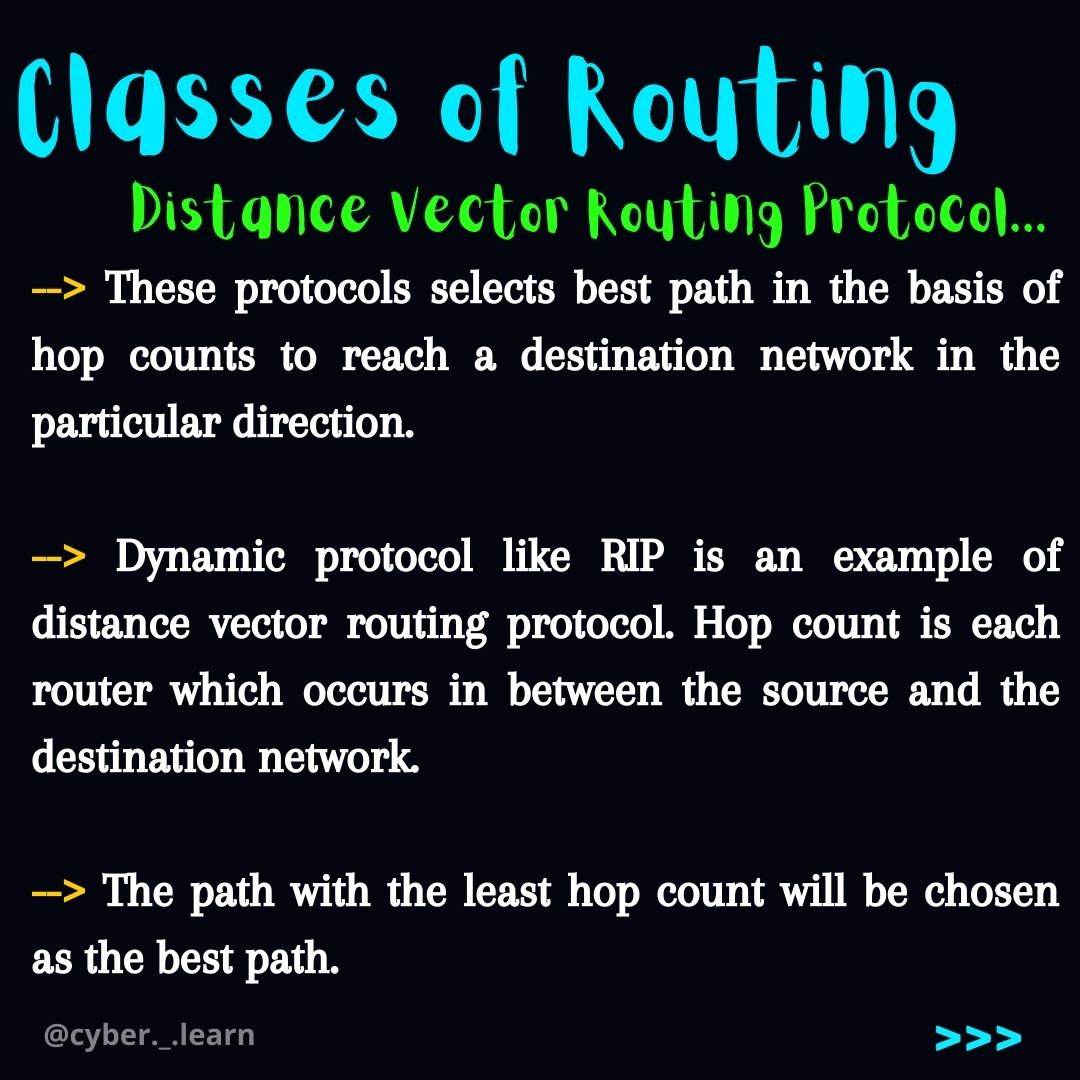 Classes of Routing
Distance Vector Routing Protocol...
--> These protocols selects best path in the basis of
hop counts to reach a destination network in the
particular direction.
--> Dynamic protocol like RIP is an example of
distance vector routing protocol. Hop count is each
router which occurs in between the source and the
destination network.
--> The path with the least hop count will be chosen
as the best path.
@cyber._.learn
>>>